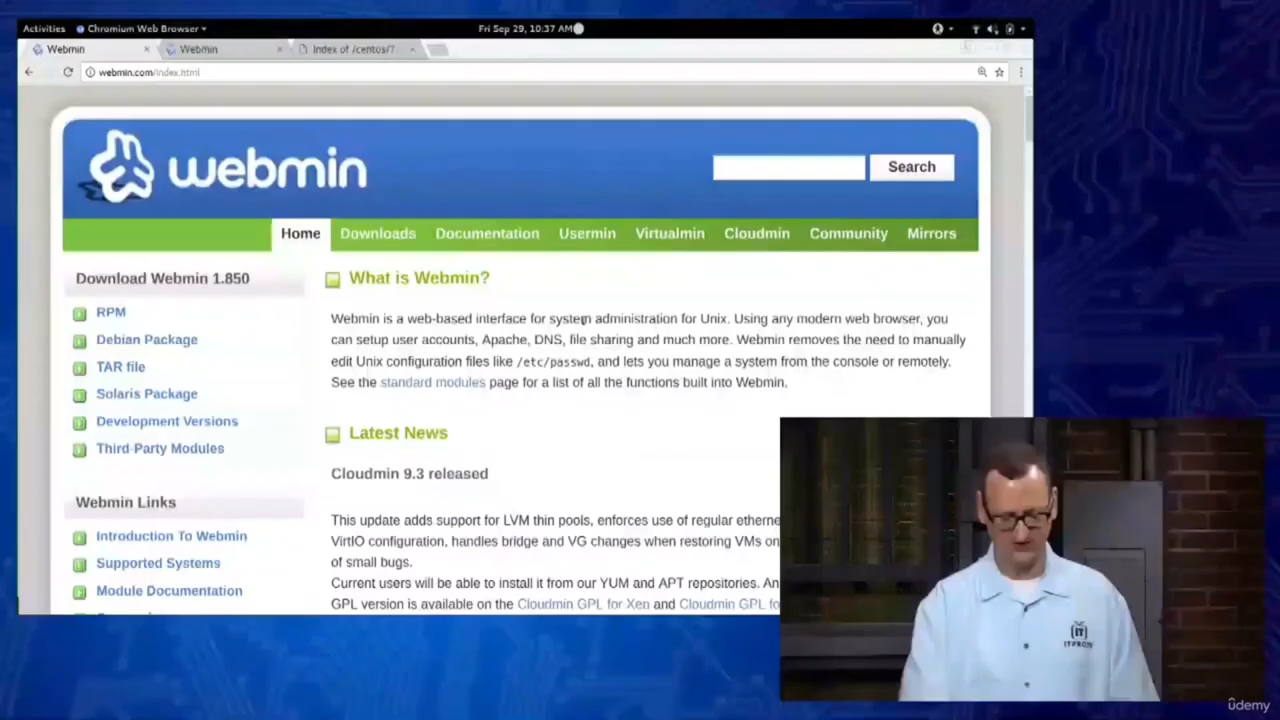 Activities Chromium Web Browser Fri Sep 29, 10:37 AM
Webmin Webmin Index of /centos/7
webmin.com/index.html
webmin Search
Home Downloads Documentation Usermin Virtualmin Cloudmin Community Mirrors
Download Webmin 1.850
RPM
Debian Package
TAR file
Solaris Package
Development Versions
Third-Party Modules
Webmin Links
Introduction To Webmin
Supported Systems
Module Documentation
What is Webmin?
Webmin is a web-based interface for system administration for Unix. Using any modern web browser, you
can setup user accounts, Apache, DNS, file sharing and much more. Webmin removes the need to manually
edit Unix configuration files like /etc/passwd, and lets you manage a system from the console or remotely.
See the standard modules page for a list of all the functions built into Webmin.
Latest News
Cloudmin 9.3 released
This update adds support for LVM thin pools, enforces use of regular etherne
VirtIO configuration, handles bridge and VG changes when restoring VMs on
of small bugs.
Current users will be able to install it from our YUM and APT repositories. An
GPL version is available on the Cloudmin GPL for Xen and Cloudmin GPL fo
IT
ITPROTV
udemy